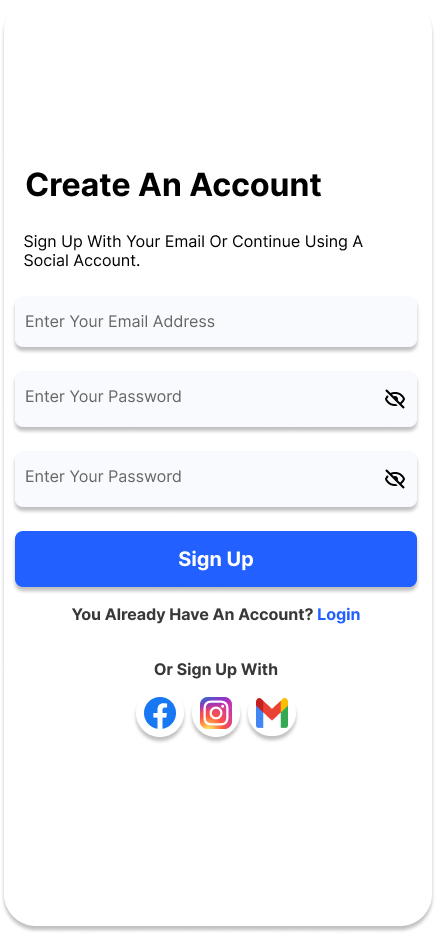 Create An Account
Sign Up With Your Email Or Continue Using A
Social Account.
Enter Your Email Address
Enter Your Password
Enter Your Password
Sign Up
You Already Have An Account? Login
Or Sign Up With